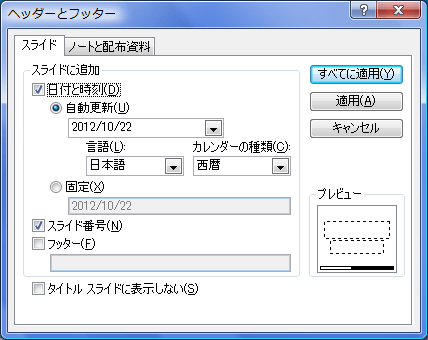 ヘッダーとフッター
スライド
ノートと配布資料
スライドに追加
日付と時刻(D)
自動更新(U)
2012/10/22
言語(L):
カレンダーの種類(C):
日本語
西暦
固定(X)
2012/10/22
スライド番号(N)
フッター(F)
タイトル スライドに表示しない(S)
すべてに適用(Y)
適用(A)
キャンセル
プレビュー